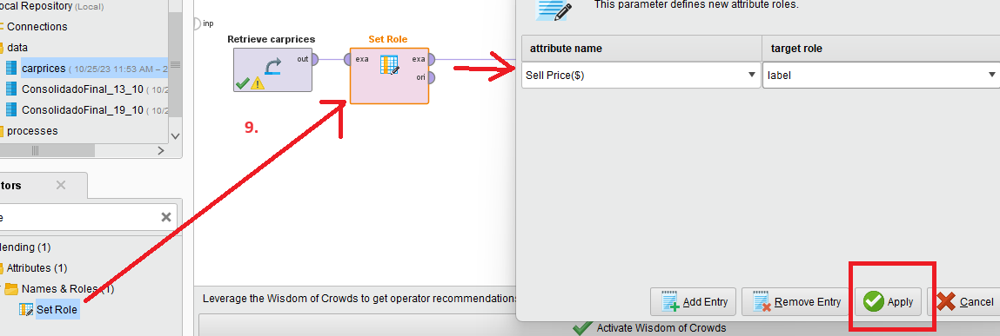 ocal Repository (Local)
Connections
data
carprices ( 10/25/23 11:53 AM – 2
ConsolidadoFinal_13_10 ( 10/2
ConsolidadoFinal_19_10 ( 10/2
processes
tors
e
lending (1)
Attributes (1)
Names & Roles (1)
Set Role
inp
Retrieve carprices
out
Set Role
exa
exa
ori
9.
Leverage the Wisdom of Crowds to get operator recommendations
Activate Wisdom of Crowds
This parameter defines new attribute roles.
attribute name
target role
Sell Price($)
label
Add Entry
Remove Entry
Apply
Cancel